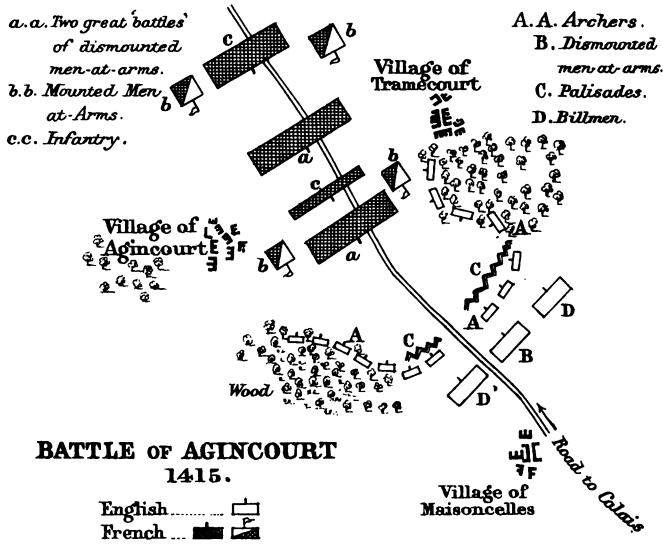 a.a. Two great 'battles'
of dismounted
men-at-arms.
b.b. Mounted Men
at-Arms.
c.c. Infantry.
A. A. Archers.
B. Dismounted
men-at-arms.
C. Palisades.
D. Billmen.
c
b
b
Village of
Tramecourt
a
b
c
Village of
Agincourt
b
a
A
C
A
D
B
A
C
D'
Wood
BATTLE OF AGINCOURT
1415.
English
French
Road to Calais
Village of
Maisoncelles